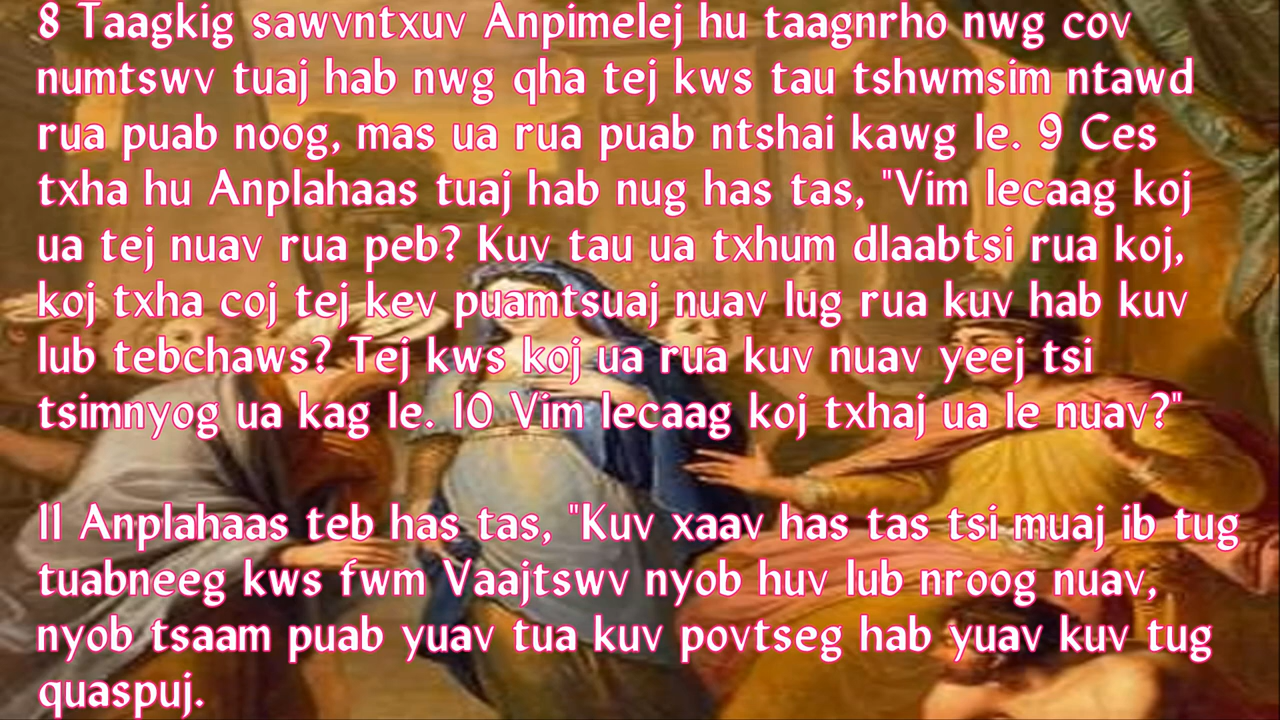 8 Taagkig sawvntxuv Anpimelej hu taagnrho nwg cov
numtswv tuaj hab nwg qha tej kws tau tshwmsim ntawd
rua puab noog, mas ua rua puab ntshai kawg le. 9 Ces
txha hu Anplahaas tuaj hab nug has tas, "Vim lecaag koj
ua tej nuav rua peb? Kuv tau ua txhum dlaabtsi rua koj,
koj txha coj tej kev puamtsuaj nuav lug rua kuv hab kuv
lub tebchaws? Tej kws koj ua rua kuv nuav yeej tsi
tsimnyog ua kag le. 10 Vim lecaag koj txhaj ua le nuav?"
11 Anplahaas teb has tas, "Kuv xaav has tas tsi muaj ib tug
tuabneeg kws fwm Vaajtswv nyob huv lub nroog nuav,
nyob tsaam puab yuav tua kuv povtseg hab yuav kuv tug
quaspuj.